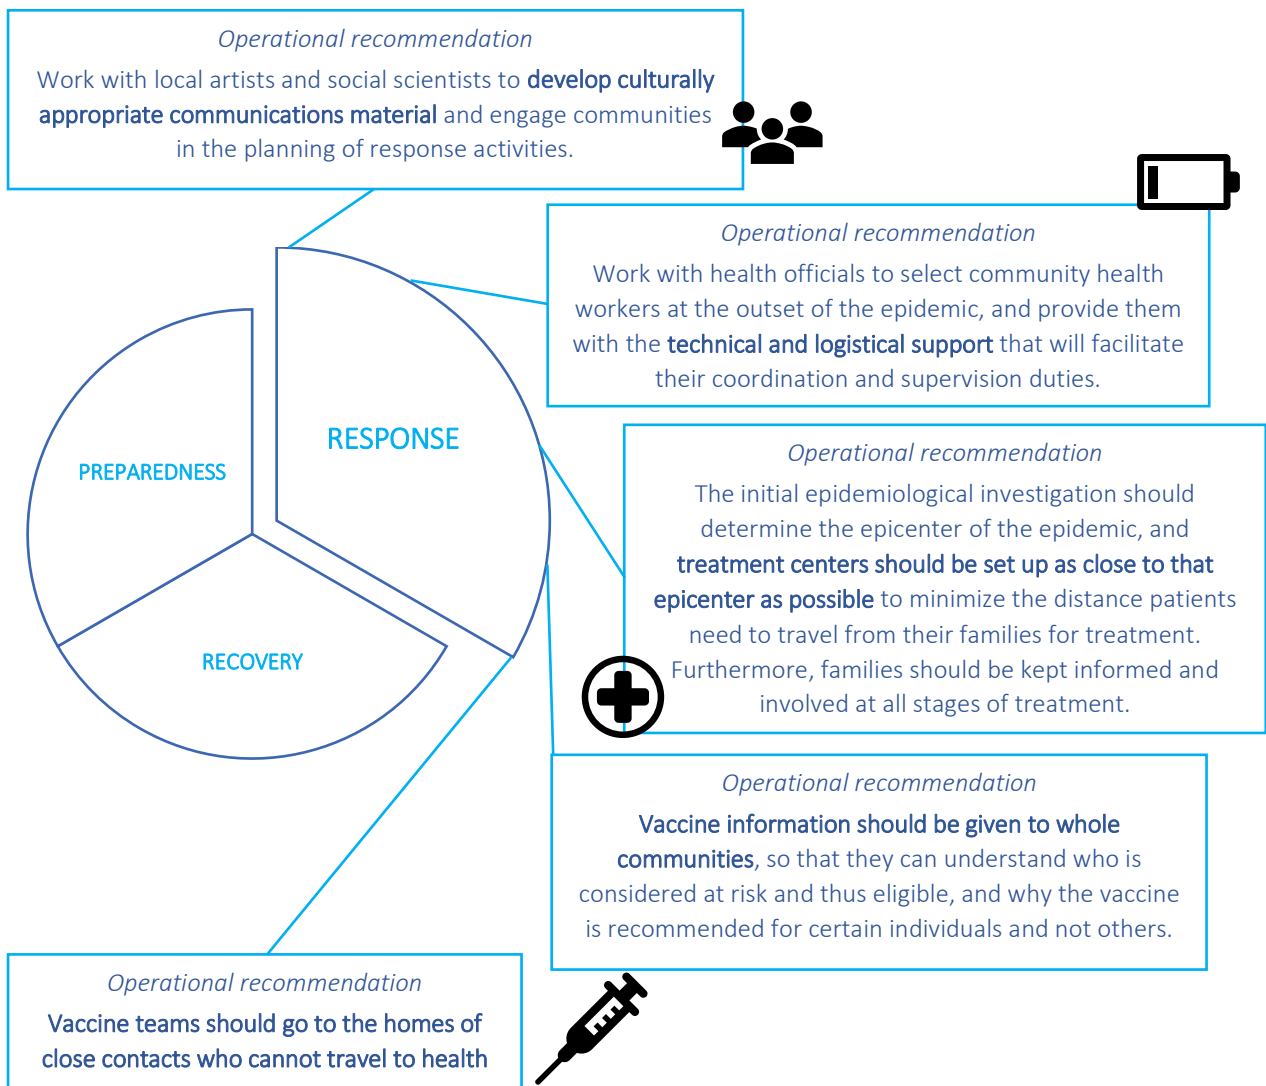 Operational recommendation
Work with local artists and social scientists to develop culturally
appropriate communications material and engage communities
in the planning of response activities.
Operational recommendation
Work with health officials to select community health
workers at the outset of the epidemic, and provide them
with the technical and logistical support that will facilitate
their coordination and supervision duties.
RESPONSE
PREPAREDNESS
RECOVERY
Operational recommendation
The initial epidemiological investigation should
determine the epicenter of the epidemic, and
treatment centers should be set up as close to that
epicenter as possible to minimize the distance patients
need to travel from their families for treatment.
Furthermore, families should be kept informed and
involved at all stages of treatment.
Operational recommendation
Vaccine information should be given to whole
communities, so that they can understand who is
considered at risk and thus eligible, and why the vaccine
is recommended for certain individuals and not others.
Operational recommendation
Vaccine teams should go to the homes of
close contacts who cannot travel to health